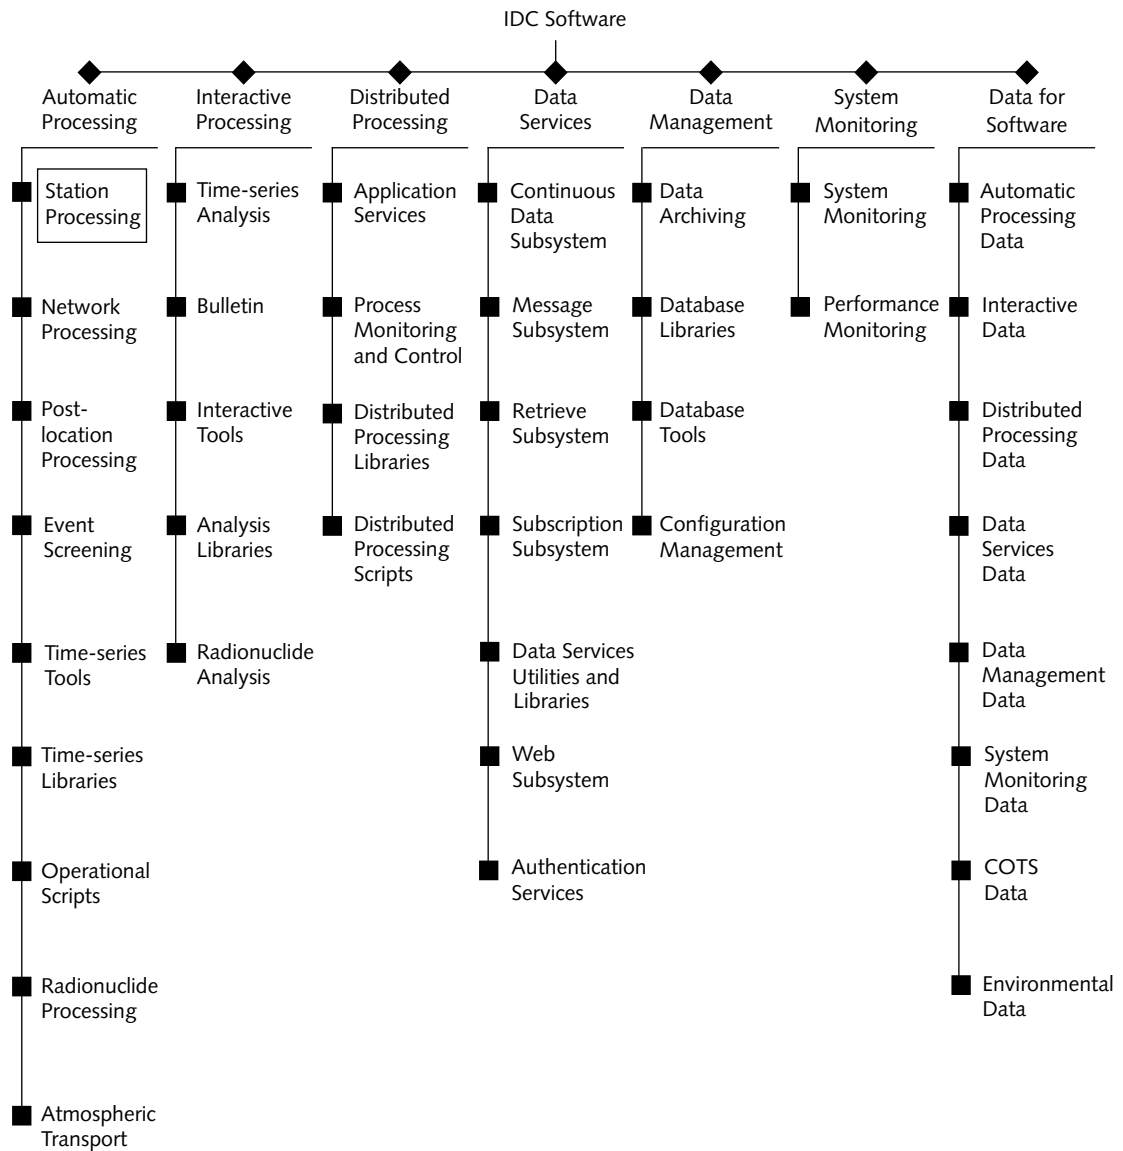 IDC Software
Automatic
Processing
Interactive
Processing
Distributed
Processing
Data
Services
Data
Management
System
Monitoring
Data for
Software
Station
Processing
Network
Processing
Post-
location
Processing
Event
Screening
Time-series
Tools
Time-series
Libraries
Operational
Scripts
Radionuclide
Processing
Atmospheric
Transport
Time-series
Analysis
Bulletin
Interactive
Tools
Analysis
Libraries
Radionuclide
Analysis
Application
Services
Process
Monitoring
and Control
Distributed
Processing
Libraries
Distributed
Processing
Scripts
Continuous
Data
Subsystem
Message
Subsystem
Retrieve
Subsystem
Subscription
Subsystem
Data Services
Utilities and
Libraries
Web
Subsystem
Authentication
Services
Data
Archiving
Database
Libraries
Database
Tools
Configuration
Management
System
Monitoring
Performance
Monitoring
Automatic
Processing
Data
Interactive
Data
Distributed
Processing
Data
Data
Services
Data
Data
Management
Data
System
Monitoring
Data
COTS
Data
Environmental
Data